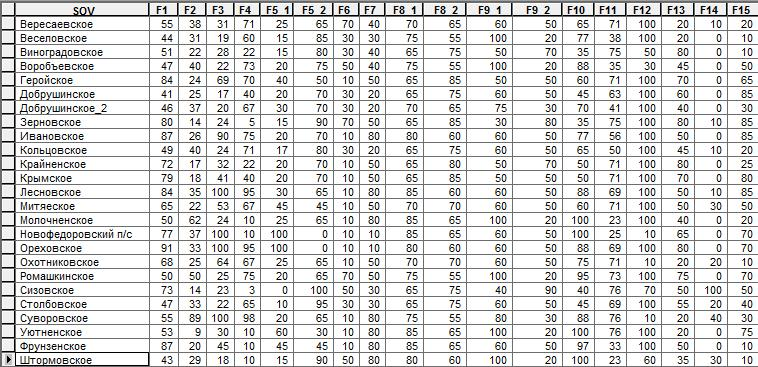 SOV F1 F2 F3 F4 F5_1 F5_2 F6 F7 F8_1 F8_2 F9_1 F9_2 F10 F11 F12 F13 F14 F15
Вересаевское 55 38 31 71 25 65 70 40 70 65 60 50 65 71 100 20 10 20
Веселовское 44 31 19 60 15 85 30 30 75 55 100 20 77 38 100 20 0 10
Виноградовское 51 22 28 22 15 80 30 60 65 75 50 70 35 75 50 80 0 10
Воробъевское 47 40 22 73 20 50 70 50 75 55 100 20 88 35 30 45 0 50
Геройское 84 24 69 70 40 50 10 50 65 85 50 50 60 71 100 70 0 65
Добрушинское 41 25 17 40 20 70 30 20 65 75 60 50 45 63 100 60 0 85
Добрушинское_2 46 37 20 67 30 70 30 20 70 65 75 30 70 41 100 40 0 30
Зерновское 80 14 24 5 15 90 70 50 65 85 30 80 35 75 100 80 10 85
Ивановское 87 26 90 75 20 70 10 80 80 60 60 50 77 56 100 50 0 85
Кольцовское 49 40 24 71 17 80 30 20 65 75 60 50 65 50 100 45 10 20
Крайненское 72 17 32 22 20 70 10 50 65 80 50 70 50 71 100 80 0 25
Крымское 79 18 41 40 20 70 10 50 65 85 50 50 50 71 100 70 0 80
Лесновское 84 35 100 95 30 65 10 80 85 60 60 50 88 69 100 50 10 85
Митяеское 65 22 53 67 45 45 10 50 70 70 60 50 60 71 100 50 30 50
Молочненское 50 62 24 10 25 65 10 80 85 65 100 20 100 23 100 40 0 20
Новофедоровский п/с 77 37 100 10 100 0 10 10 85 65 100 20 100 25 10 65 0 70
Ореховское 91 33 100 95 100 0 10 10 80 60 60 50 88 69 100 80 0 70
Охотниковское 68 25 64 67 25 65 10 50 70 70 60 50 75 71 10 20 20 10
Ромашкинское 50 50 25 75 20 65 70 50 75 55 100 20 95 73 100 75 0 70
Сизовское 73 14 23 3 0 100 50 30 65 75 40 90 40 76 70 50 100 50
Столбовское 47 33 22 65 10 95 30 30 65 75 60 50 45 69 100 55 20 40
Суворовское 55 89 100 98 20 65 10 80 75 55 80 30 88 76 10 20 40 30
Уютненское 53 9 30 10 60 30 10 80 85 65 100 20 100 76 100 20 0 75
Фрунзенское 87 20 45 10 45 45 10 50 85 65 60 50 97 33 100 50 0 10
Штормовское 43 29 18 10 15 90 50 80 80 60 100 20 100 23 60 35 30 10